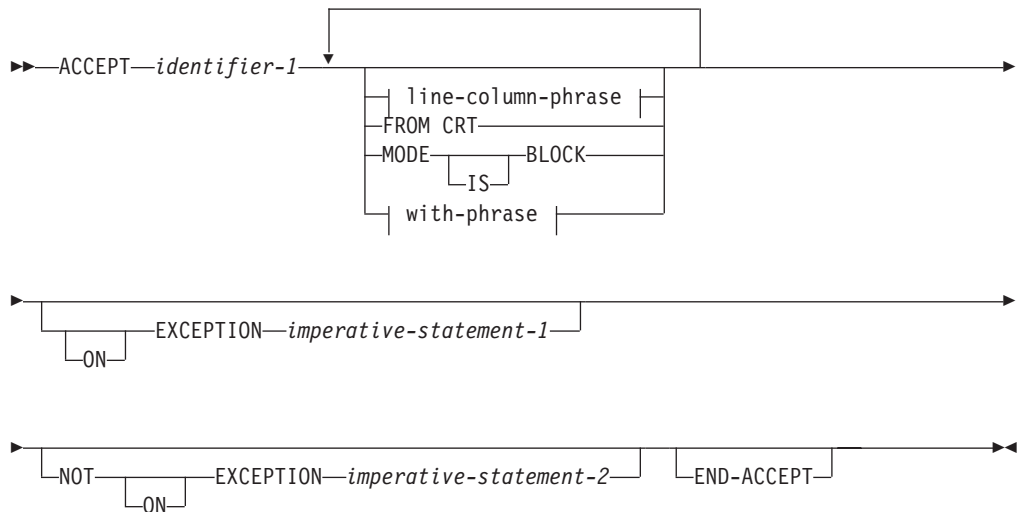 ACCEPT identifier-1
line-column-phrase
FROM CRT
MODE BLOCK
IS
with-phrase
EXCEPTION imperative-statement-1
ON
NOT EXCEPTION imperative-statement-2 END-ACCEPT
ON